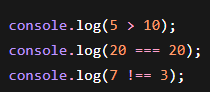 console.log(5 > 10);
console.log(20 === 20);
console.log(7 !== 3);